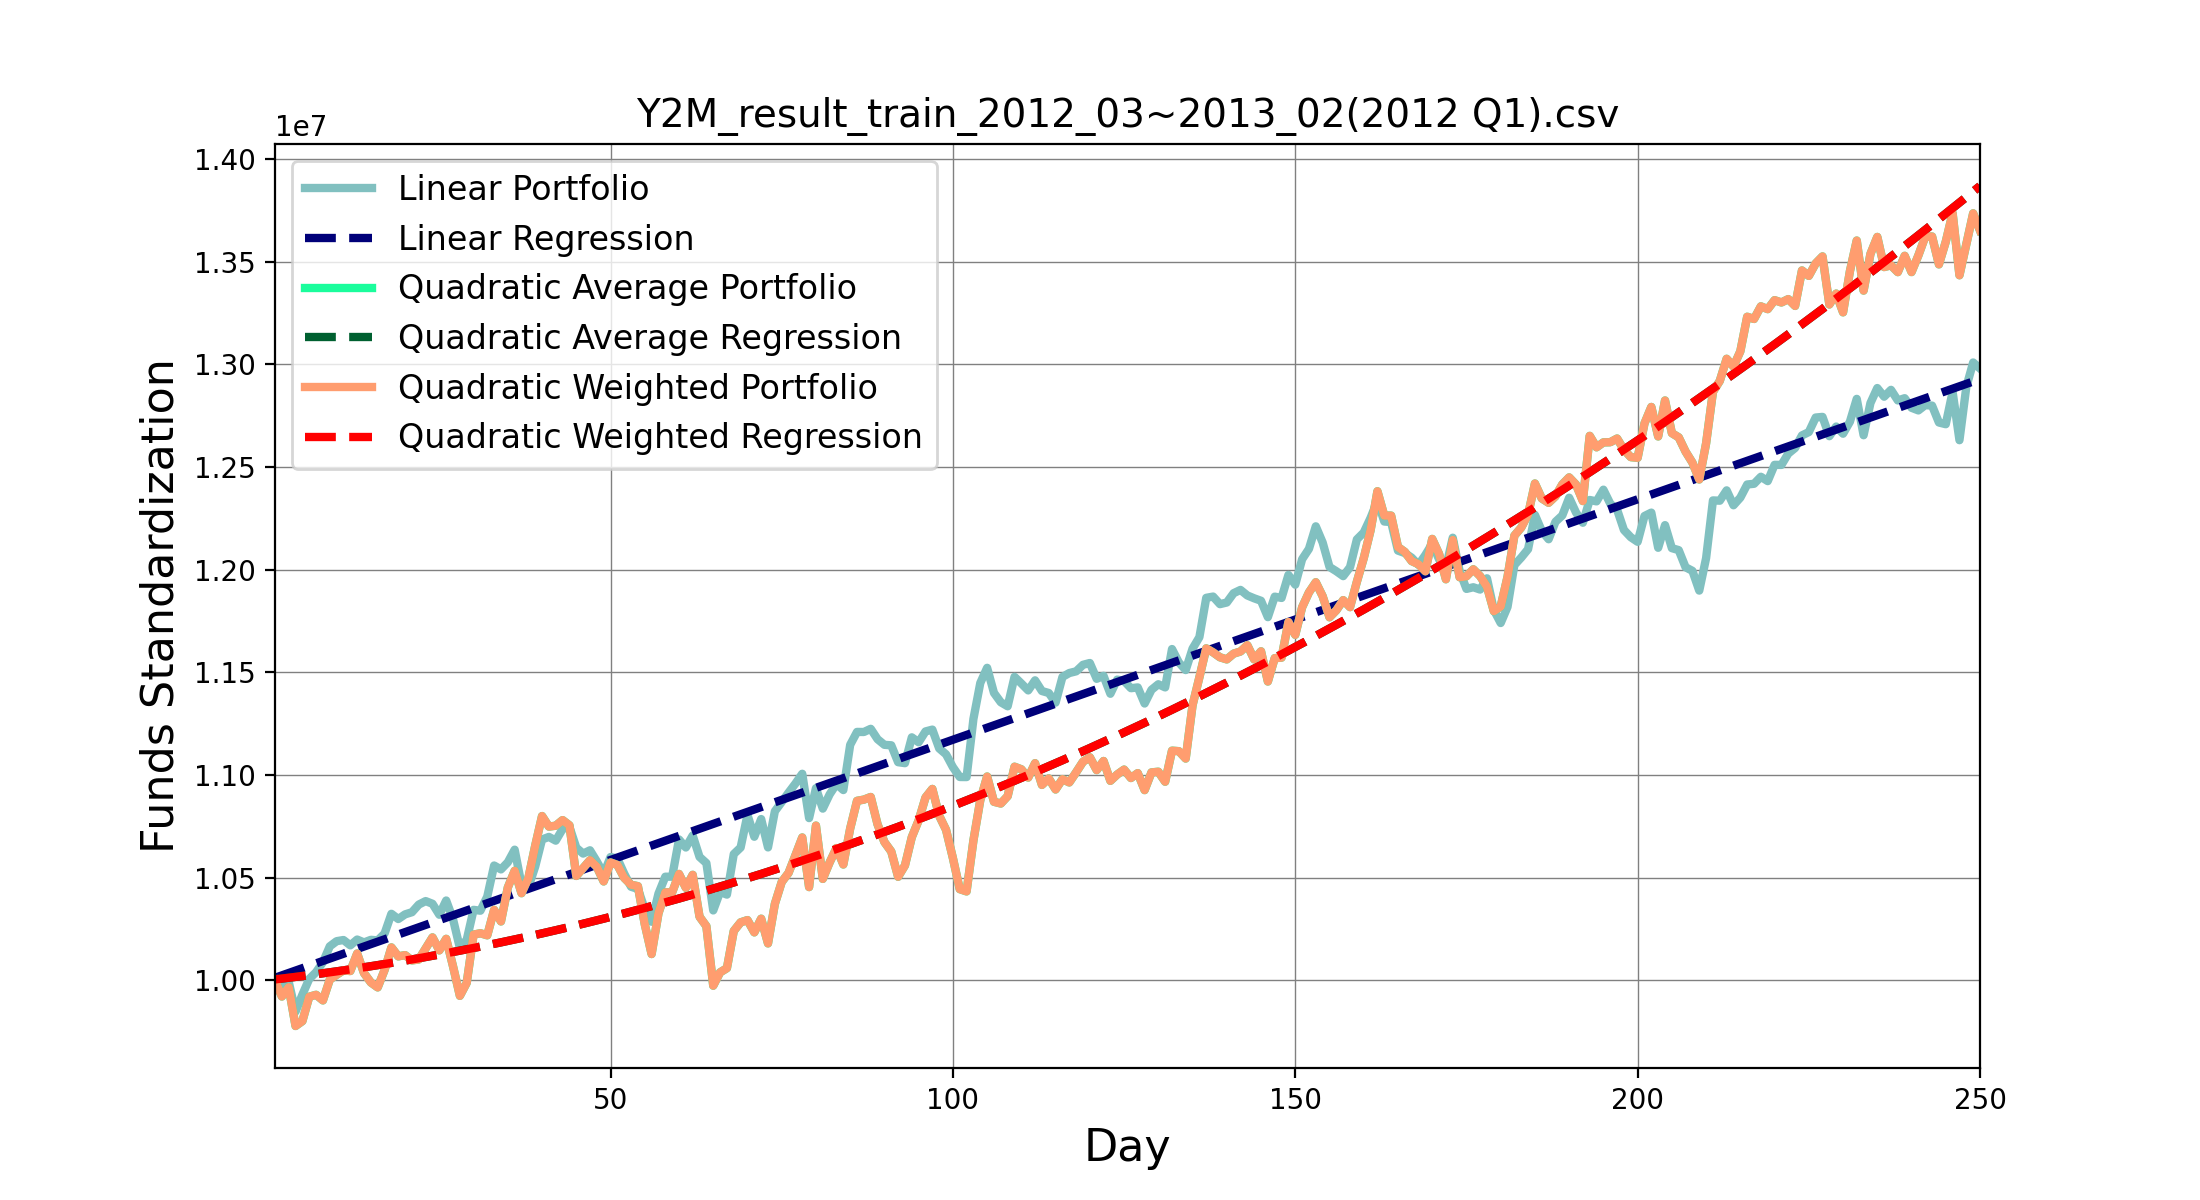 Y2M_result_train_2012_03~2013_02(2012 Q1).csv
1e7
1.40
1.35
1.30
1.25
1.20
1.15
1.10
1.05
1.00
Funds Standardization
Linear Portfolio
Linear Regression
Quadratic Average Portfolio
Quadratic Average Regression
Quadratic Weighted Portfolio
Quadratic Weighted Regression
50 100 150 200 250
Day